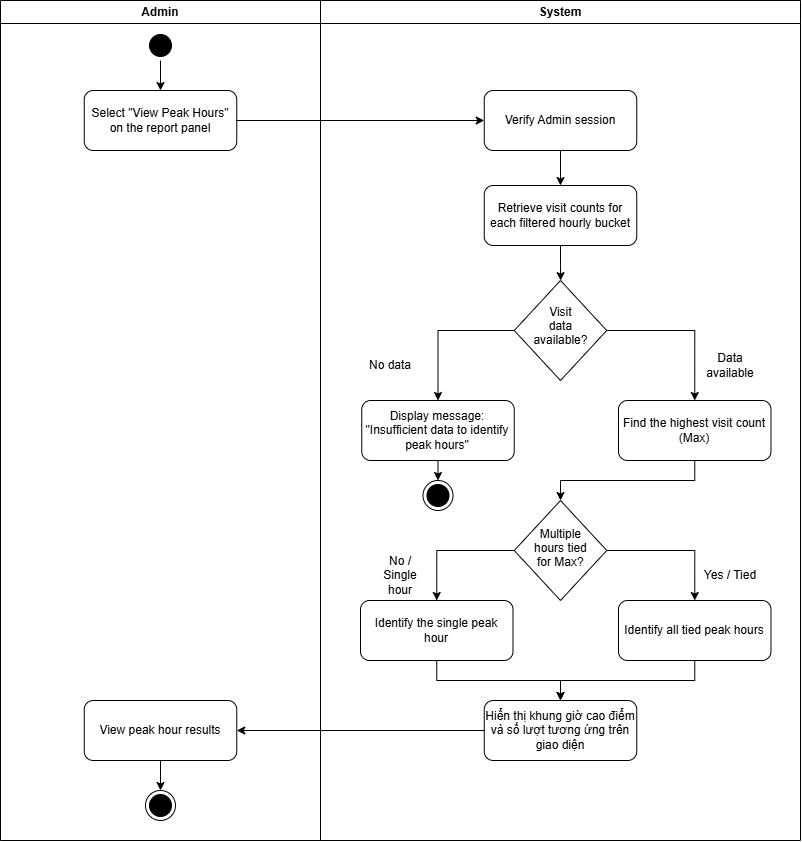 Admin
System
Select "View Peak Hours"
on the report panel
Verify Admin session
Retrieve visit counts for
each filtered hourly bucket
Visit
data
available?
No data
Data
available
Display message:
"Insufficient data to identify
peak hours"
Find the highest visit count
(Max)
Multiple
hours tied
for Max?
No /
Single
hour
Yes / Tied
Identify the single peak
hour
Identify all tied peak hours
Hiển thị khung giờ cao điểm
và số lượt tương ứng trên
giao diện
View peak hour results